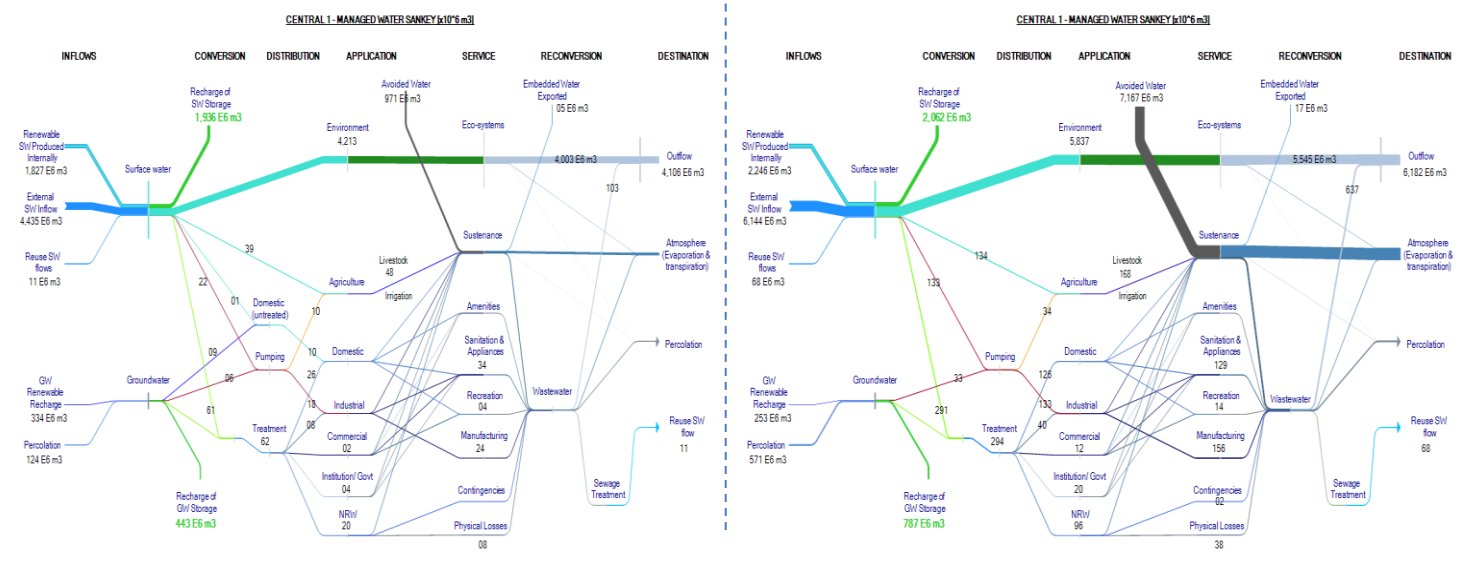 CENTRAL 1 - MANAGED WATER SANKEY [x10^6 m3]
INFLOWS
CONVERSION
DISTRIBUTION
APPLICATION
SERVICE
RECONVERSION
DESTINATION
Avoided Water
971 E6 m3
Embedded Water
Exported
05 E6 m3
Recharge of
SW Storage
1,936 E6 m3
Renewable
SW Produced
Internally
1,827 E6 m3
Surface water
Environment
4,213
Eco-systems
4,003 E6 m3
Outflow
4,106 E6 m3
103
External
SW Inflow
4,435 E6 m3
Reuse SW
flows
11 E6 m3
39
22
01
Sustenance
Atmosphere
(Evaporation &
transpiration)
Livestock
48
Irrigation
Agriculture
Domestic
(untreated)
10
Amenities
09
Pumping
10
Domestic
Sanitation &
Appliances
34
Percolation
GW
Renewable
Recharge
334 E6 m3
Groundwater
06
26
Recreation
04
Wastewater
61
18
Industrial
08
Treatment
62
Commercial
02
Manufacturing
24
Reuse SW
flow
11
Percolation
124 E6 m3
Institution/ Govt
04
Recharge of
GW Storage
443 E6 m3
NRW
20
Contingencies
Sewage
Treatment
Physical Losses
08
CENTRAL 1 - MANAGED WATER SANKEY [x10^6 m3]
INFLOWS
CONVERSION
DISTRIBUTION
APPLICATION
SERVICE
RECONVERSION
DESTINATION
Avoided Water
7,167 E6 m3
Embedded Water
Exported
17 E6 m3
Recharge of
SW Storage
2,062 E6 m3
Renewable
SW Produced
Internally
2,246 E6 m3
Surface water
Environment
5,837
Eco-systems
5,545 E6 m3
Outflow
6,182 E6 m3
637
External
SW Inflow
6,144 E6 m3
Reuse SW
flows
68 E6 m3
134
133
Sustenance
Atmosphere
(Evaporation &
transpiration)
Livestock
168
Irrigation
Agriculture
34
Amenities
Pumping
Domestic
Sanitation &
Appliances
129
Percolation
GW
Renewable
Recharge
253 E6 m3
Groundwater
33
126
Recreation
14
Wastewater
291
133
Industrial
40
Treatment
294
Commercial
12
Manufacturing
156
Reuse SW
flow
68
Percolation
571 E6 m3
Institution/ Govt
20
Recharge of
GW Storage
787 E6 m3
NRW
96
Contingencies
02
Sewage
Treatment
Physical Losses
38